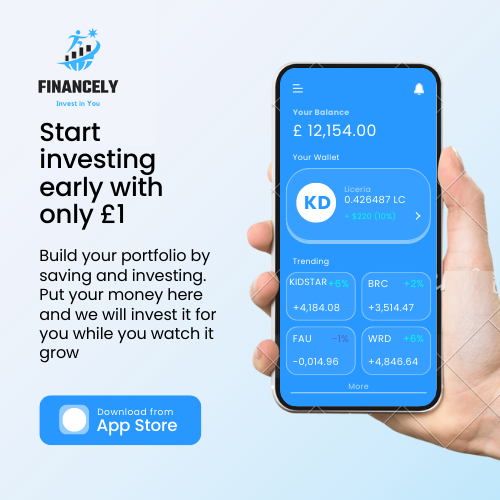 FINANCELY
Invest in You
Start
investing
early with
only £1
Build your portfolio by
saving and investing.
Put your money here
and we will invest it for
you while you watch it
grow
Download from
App Store
Your Balance
£ 12,154.00
Your Wallet
KD
Liceria
0.426487 LC
+ $220 (10%)
Trending
KIDSTAR +6%
+4,184.08
BRC +2%
+3,514.47
FAU -1%
-0,014.96
WRD +6%
+4,846.64
More